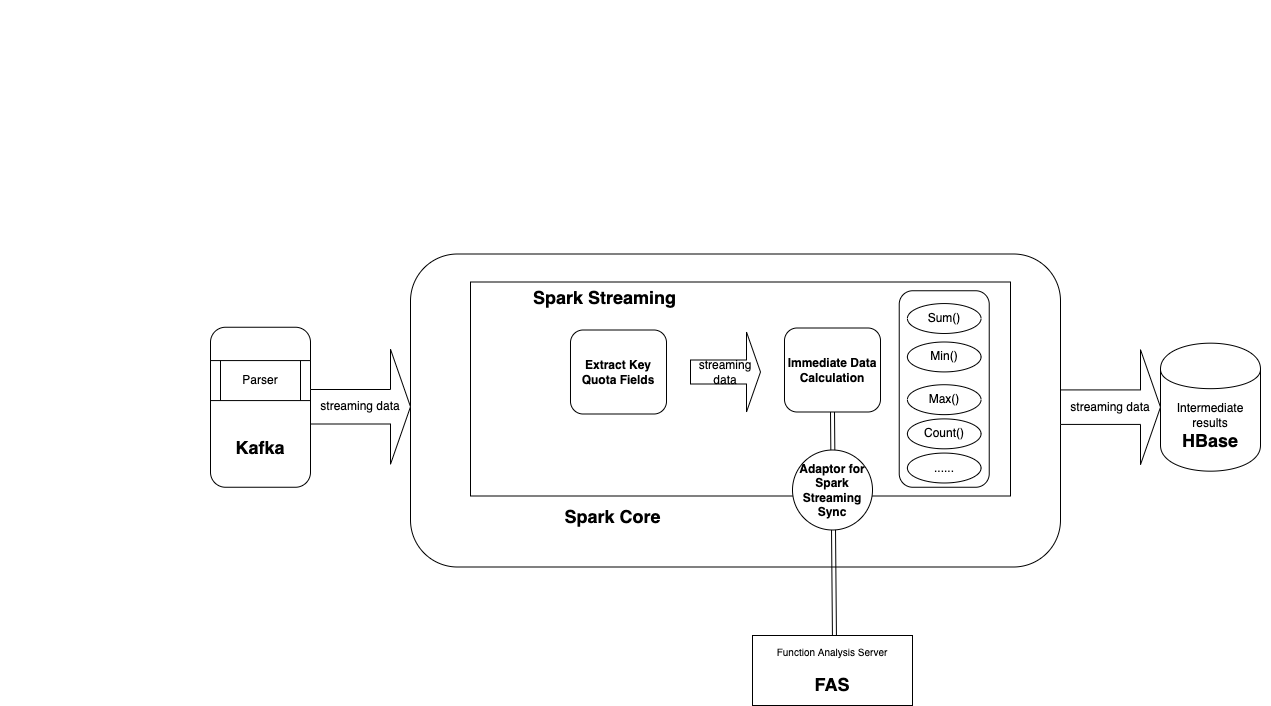 Spark Streaming
Parser
Kafka
streaming data
Extract Key
Quota Fields
streaming
data
Immediate Data
Calculation
Sum()
Min()
Max()
Count()
......
Adaptor for
Spark
Streaming
Sync
Spark Core
streaming data
Intermediate
results
HBase
Function Analysis Server
FAS